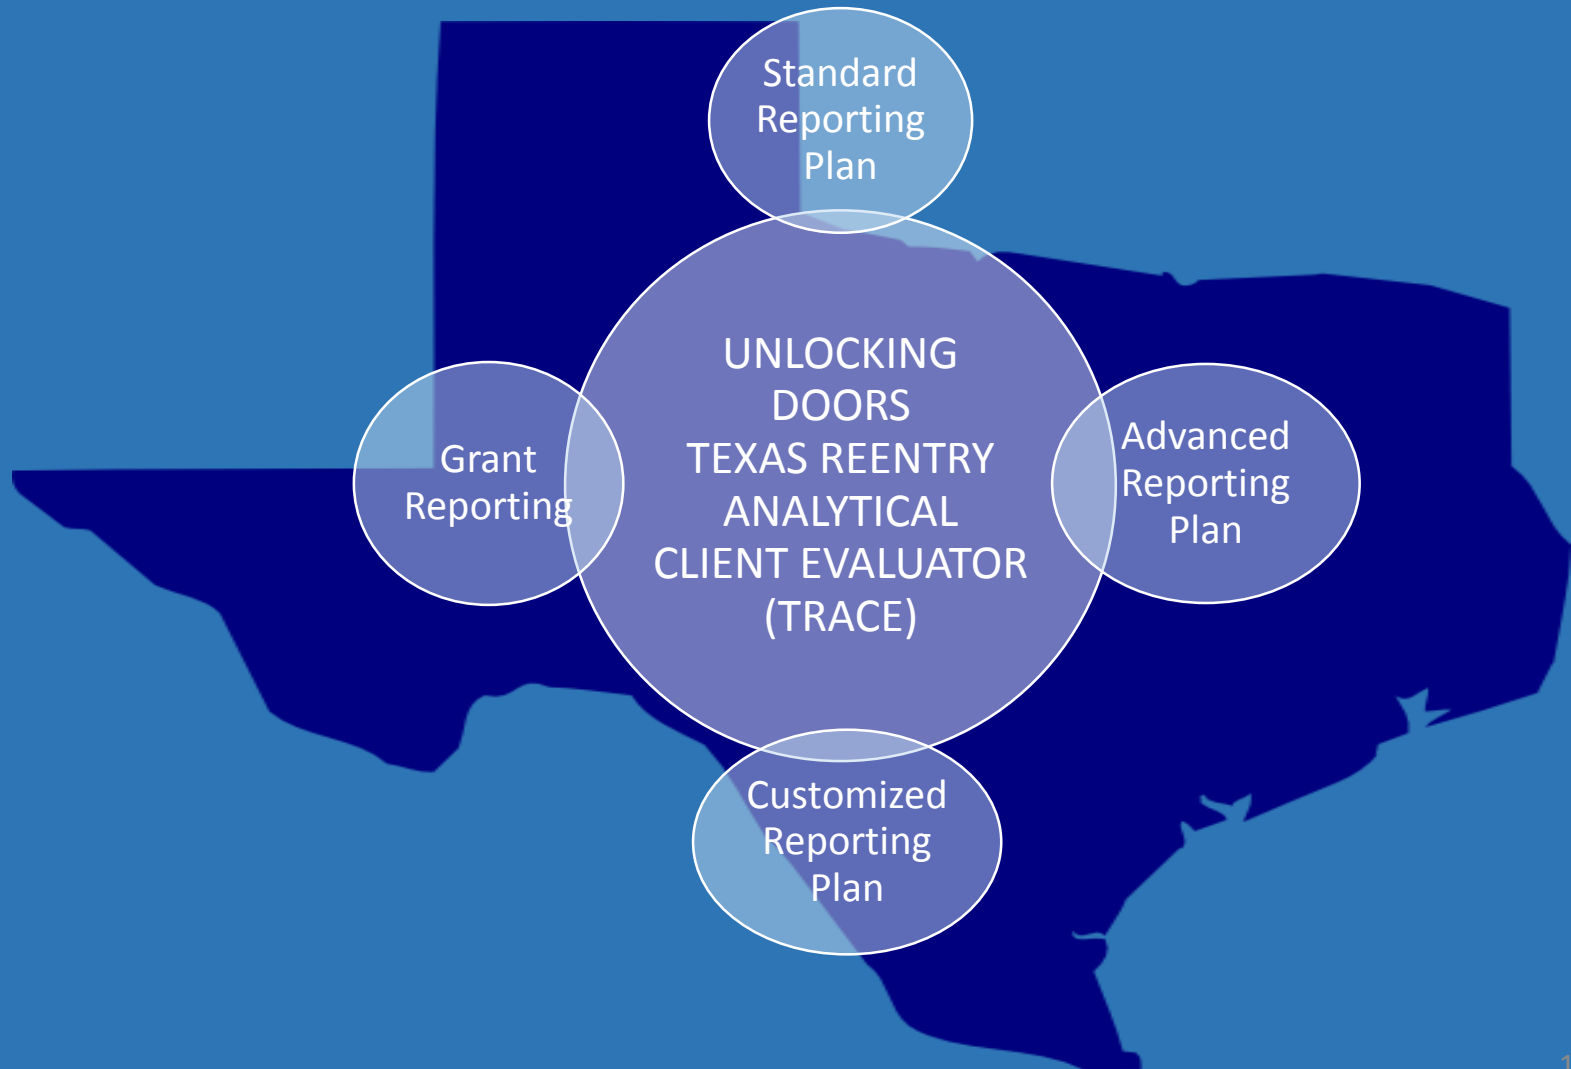 Standard
Reporting
Plan
UNLOCKING
DOORS
TEXAS REENTRY
ANALYTICAL
CLIENT EVALUATOR
(TRACE)
Grant
Reporting
Advanced
Reporting
Plan
Customized
Reporting
Plan